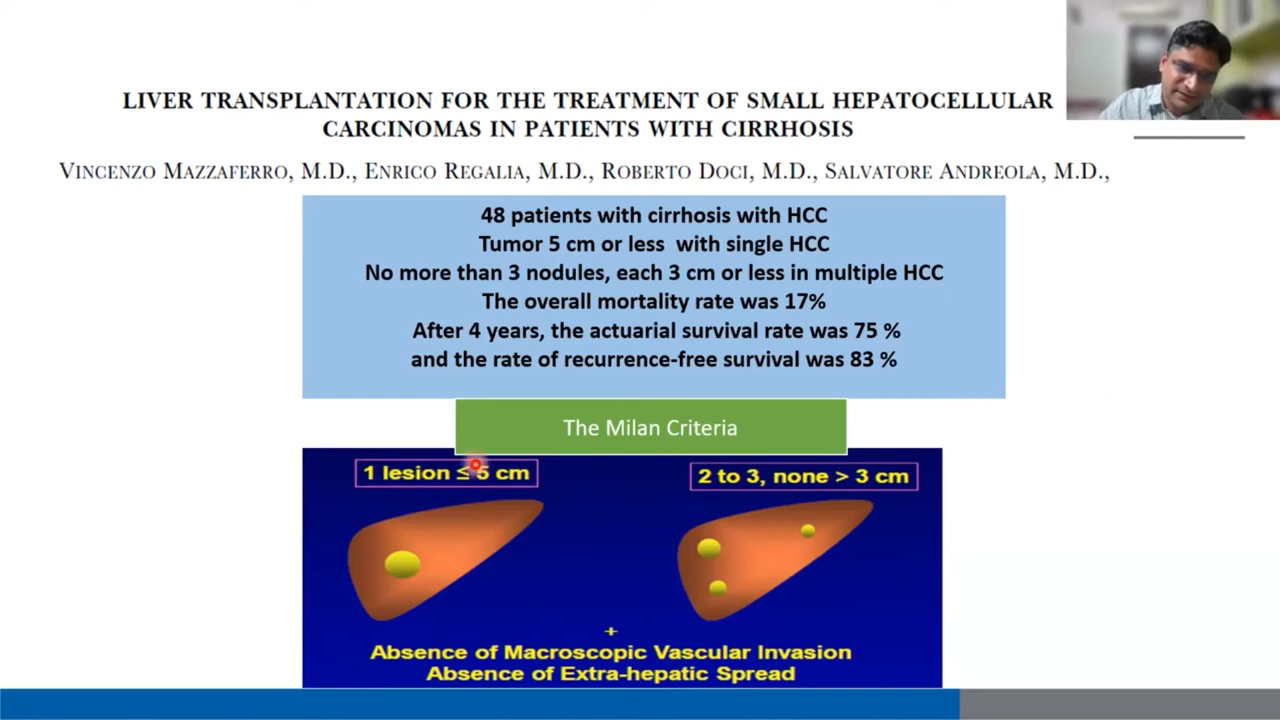 LIVER TRANSPLANTATION FOR THE TREATMENT OF SMALL HEPATOCELLULAR
CARCINOMAS IN PATIENTS WITH CIRRHOSIS
VINCENZO MAZZAFERRO, M.D., ENRICO REGALIA, M.D., ROBERTO DOCI, M.D., SALVATORE ANDREOLA, M.D.,
48 patients with cirrhosis with HCC
Tumor 5 cm or less with single HCC
No more than 3 nodules, each 3 cm or less in multiple HCC
The overall mortality rate was 17%
After 4 years, the actuarial survival rate was 75 %
and the rate of recurrence-free survival was 83 %
The Milan Criteria
1 lesion ≤ 5 cm
2 to 3, none > 3 cm
+
Absence of Macroscopic Vascular Invasion
Absence of Extra-hepatic Spread